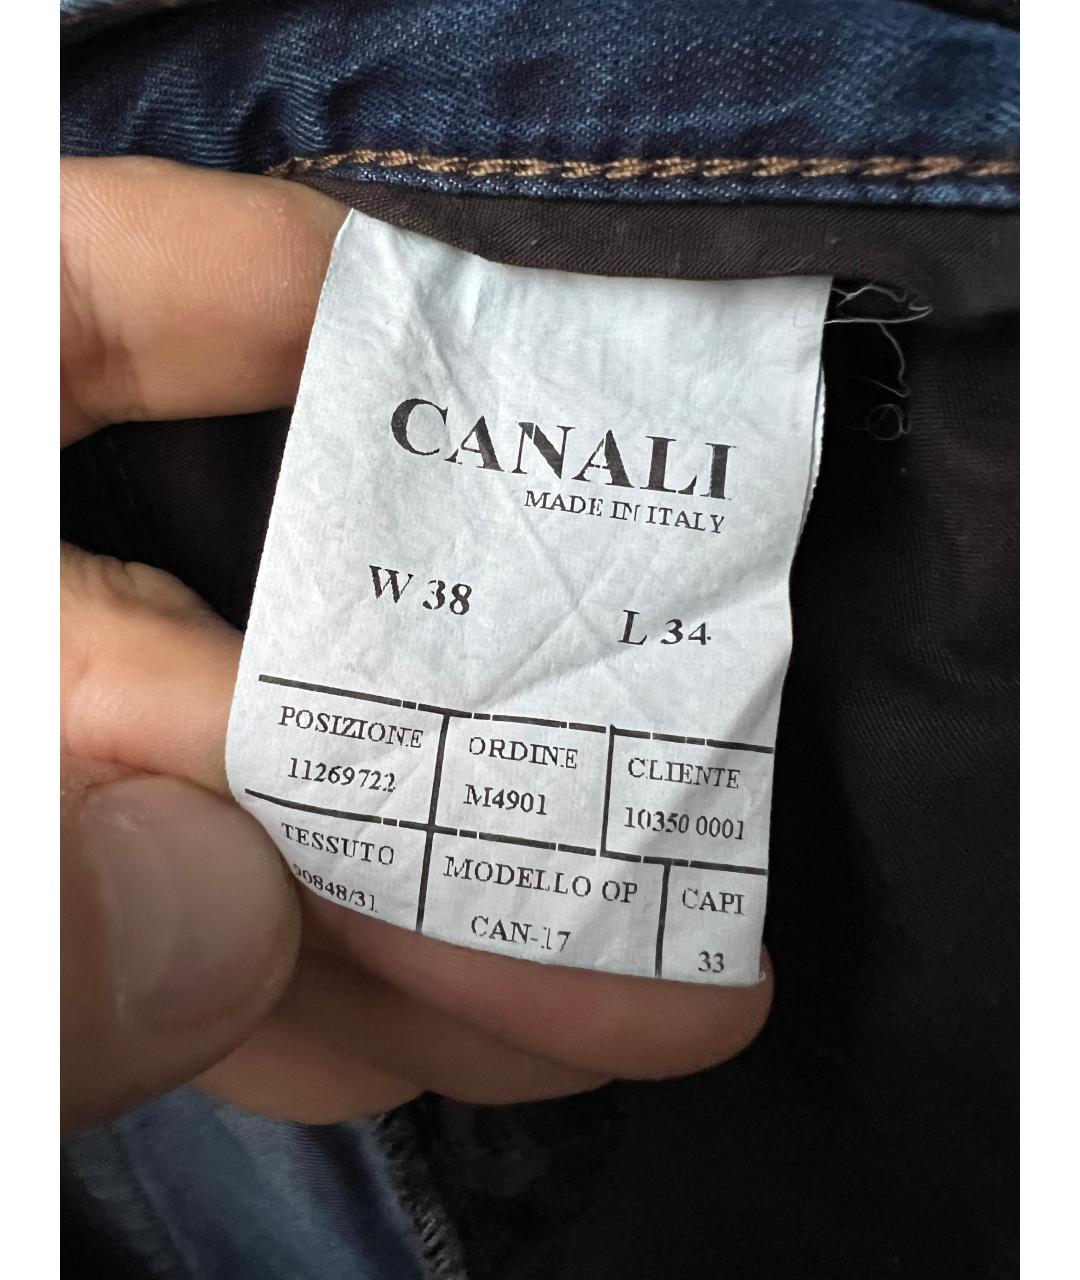 CANALI
MADE IN ITALY
W 38
L 34
POSIZIONE
11269722
ORDINE
M4901
CLIENTE
10350 0001
TESSUTO
MODELLO OP
CAN-17
CAPI
33